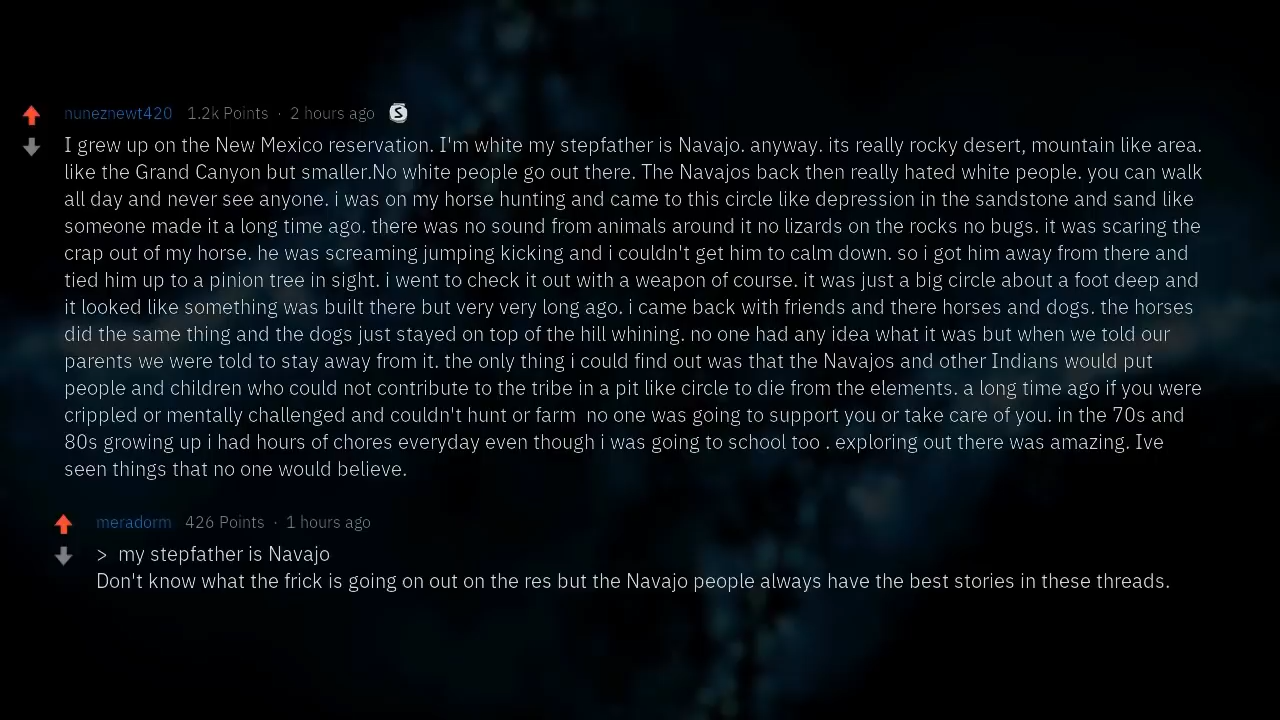 nuneznewt420 1.2k Points · 2 hours ago S
I grew up on the New Mexico reservation. I'm white my stepfather is Navajo. anyway. its really rocky desert, mountain like area.
like the Grand Canyon but smaller.No white people go out there. The Navajos back then really hated white people. you can walk
all day and never see anyone. i was on my horse hunting and came to this circle like depression in the sandstone and sand like
someone made it a long time ago. there was no sound from animals around it no lizards on the rocks no bugs. it was scaring the
crap out of my horse. he was screaming jumping kicking and i couldn't get him to calm down. so i got him away from there and
tied him up to a pinion tree in sight. i went to check it out with a weapon of course. it was just a big circle about a foot deep and
it looked like something was built there but very very long ago. i came back with friends and there horses and dogs. the horses
did the same thing and the dogs just stayed on top of the hill whining. no one had any idea what it was but when we told our
parents we were told to stay away from it. the only thing i could find out was that the Navajos and other Indians would put
people and children who could not contribute to the tribe in a pit like circle to die from the elements. a long time ago if you were
crippled or mentally challenged and couldn't hunt or farm  no one was going to support you or take care of you. in the 70s and
80s growing up i had hours of chores everyday even though i was going to school too . exploring out there was amazing. Ive
seen things that no one would believe.
meradorm 426 Points · 1 hours ago
>  my stepfather is Navajo
Don't know what the frick is going on out on the res but the Navajo people always have the best stories in these threads.